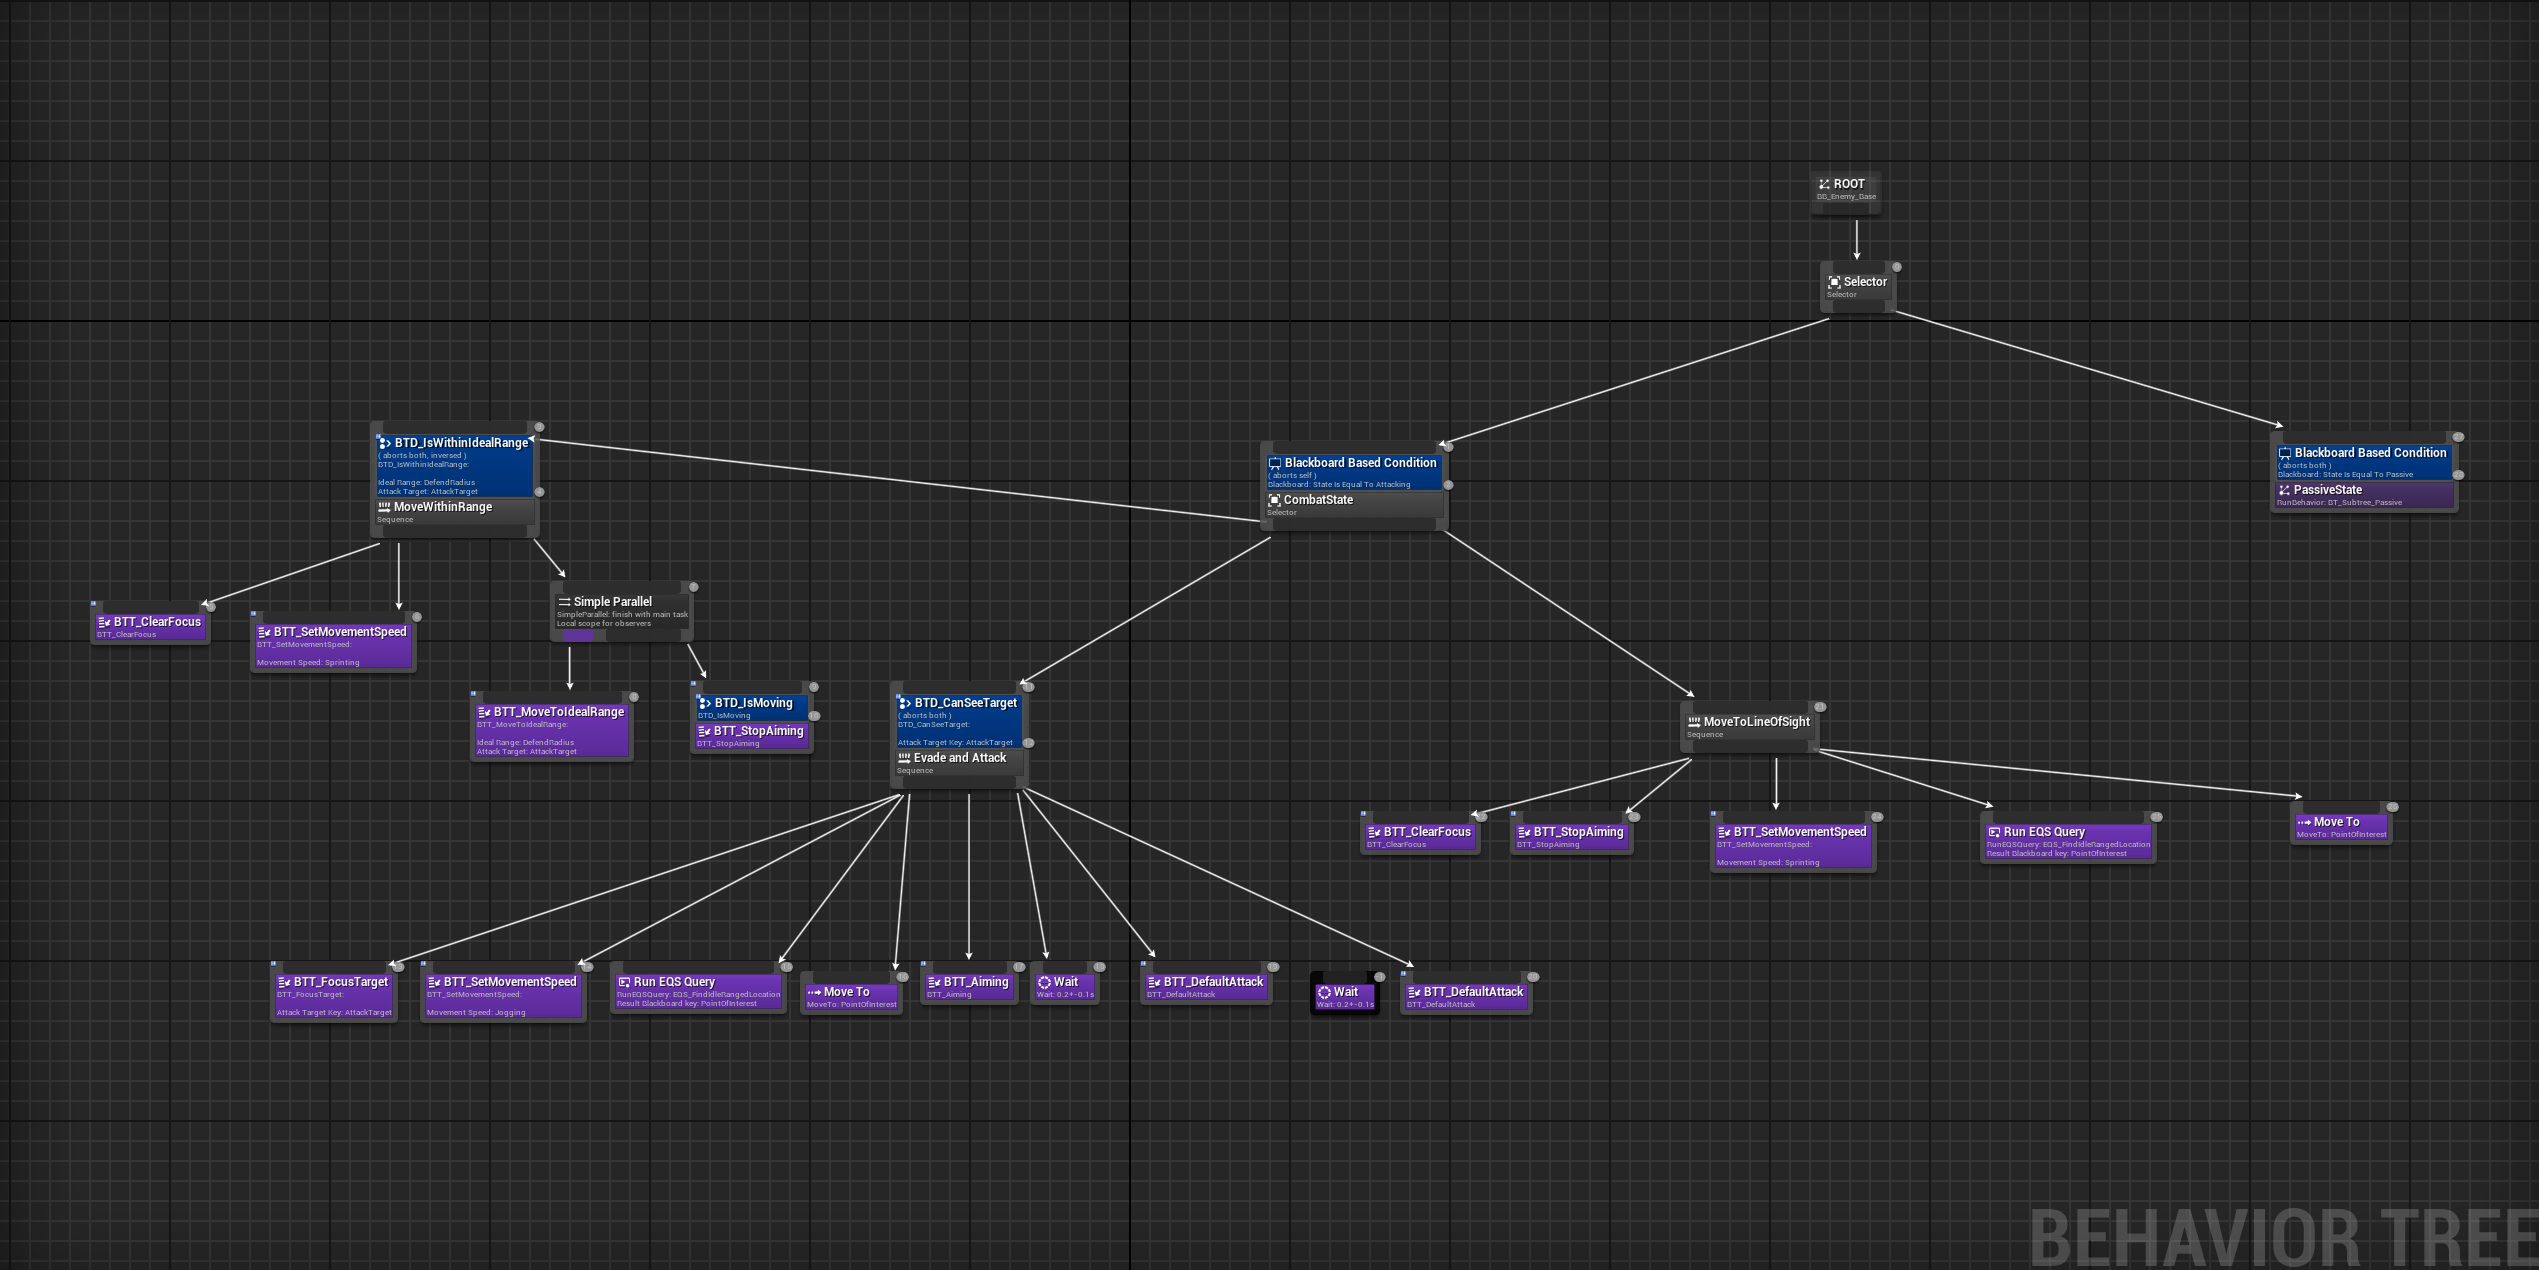 ROOT
BB_Enemy_Base
Selector
Selector
BTD_IsWithinIdealRange
( aborts both, inversed )
BTD_IsWithinIdealRange:
Ideal Range: DefendRadius
Attack Target: AttackTarget
MoveWithinRange
Sequence
Blackboard Based Condition
( aborts self )
Blackboard: State Is Equal To Attacking
CombatState
Selector
Blackboard Based Condition
( aborts both )
Blackboard: State Is Equal To Passive
PassiveState
RunBehavior: BT_Subtree_Passive
BTT_ClearFocus
BTT_ClearFocus
BTT_SetMovementSpeed
BTT_SetMovementSpeed:
Movement Speed: Sprinting
Simple Parallel
SimpleParallel: finish with main task
Local scope for observers
BTT_MoveToIdealRange
BTT_MoveToIdealRange:
Ideal Range: DefendRadius
Attack Target: AttackTarget
BTD_IsMoving
BTD_IsMoving
BTT_StopAiming
BTT_StopAiming
BTD_CanSeeTarget
( aborts both )
BTD_CanSeeTarget:
Attack Target Key: AttackTarget
Evade and Attack
Sequence
MoveToLineOfSight
Sequence
BTT_ClearFocus
BTT_ClearFocus
BTT_StopAiming
BTT_StopAiming
BTT_SetMovementSpeed
BTT_SetMovementSpeed:
Movement Speed: Sprinting
Run EQS Query
RunEQSQuery: EQS_FindIdleRangedLocation
Result Blackboard key: PointOfInterest
Move To
MoveTo: PointOfInterest
BTT_FocusTarget
BTT_FocusTarget:
Attack Target Key: AttackTarget
BTT_SetMovementSpeed
BTT_SetMovementSpeed:
Movement Speed: Jogging
Run EQS Query
RunEQSQuery: EQS_FindIdleRangedLocation
Result Blackboard key: PointOfInterest
Move To
MoveTo: PointOfInterest
BTT_Aiming
BTT_Aiming
Wait
Wait: 0.2+-0.1s
BTT_DefaultAttack
BTT_DefaultAttack
Wait
Wait: 0.2+-0.1s
BTT_DefaultAttack
BTT_DefaultAttack
BEHAVIOR TREE